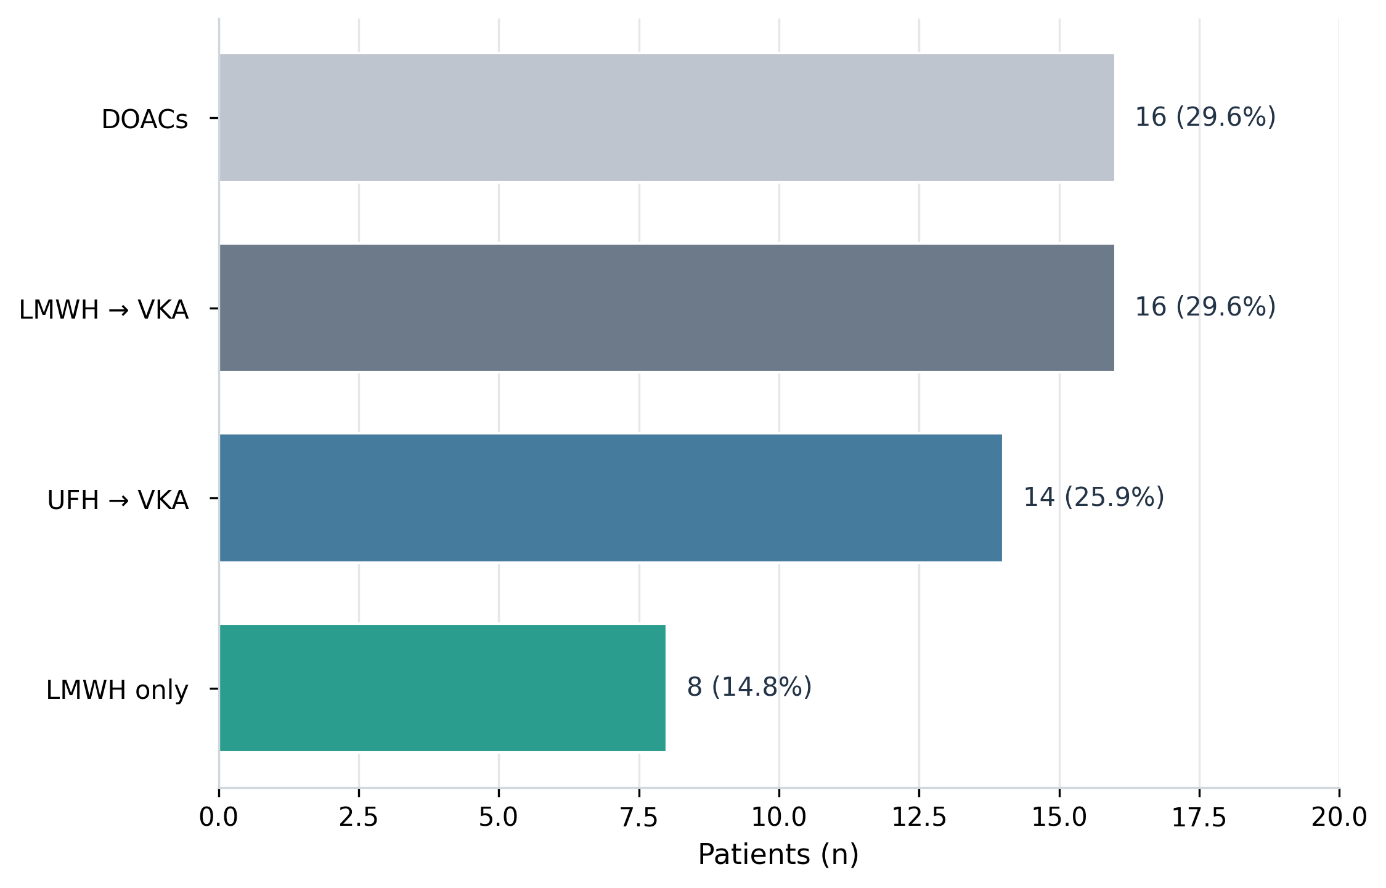 DOACs
16 (29.6%)
LMWH → VKA
16 (29.6%)
UFH → VKA
14 (25.9%)
LMWH only
8 (14.8%)
0.0 2.5 5.0 7.5 10.0 12.5 15.0 17.5 20.0
Patients (n)